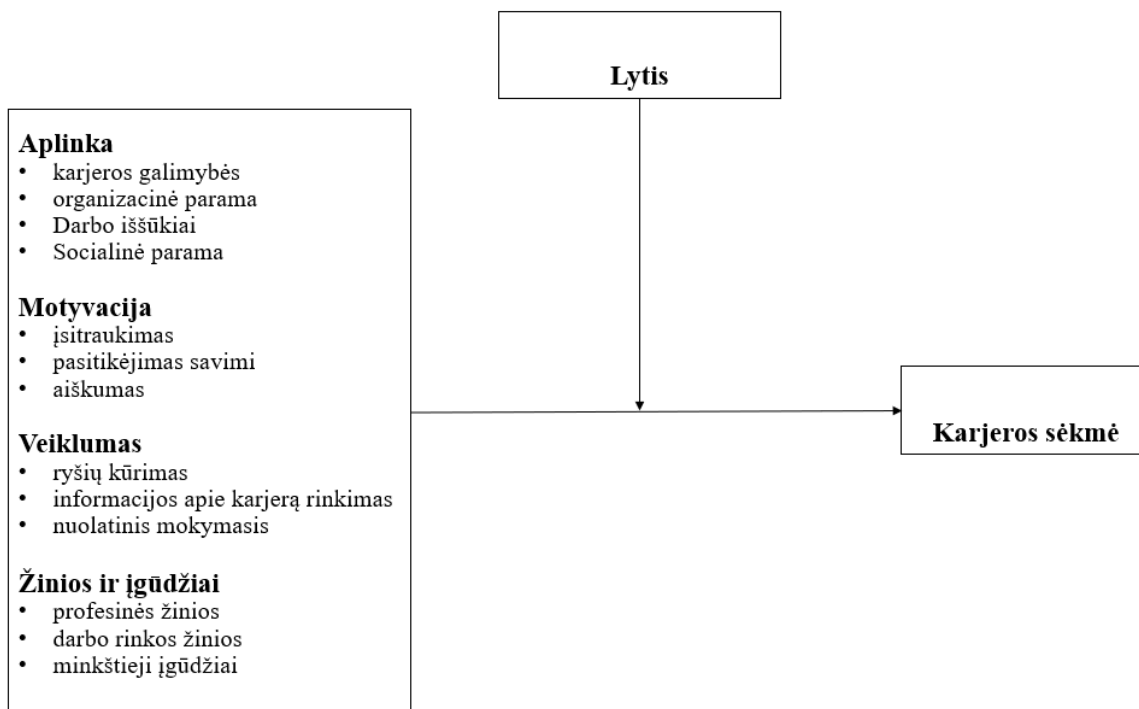 Lytis
Aplinka
• karjeros galimybės
• organizacinė parama
• Darbo iššūkiai
• Socialinė parama
Motyvacija
• įsitraukimas
• pasitikėjimas savimi
• aiškumas
Veiklumas
• ryšių kūrimas
• informacijos apie karjerą rinkimas
• nuolatinis mokymasis
Žinios ir įgūdžiai
• profesinės žinios
• darbo rinkos žinios
• minkštieji įgūdžiai
Karjeros sėkmė